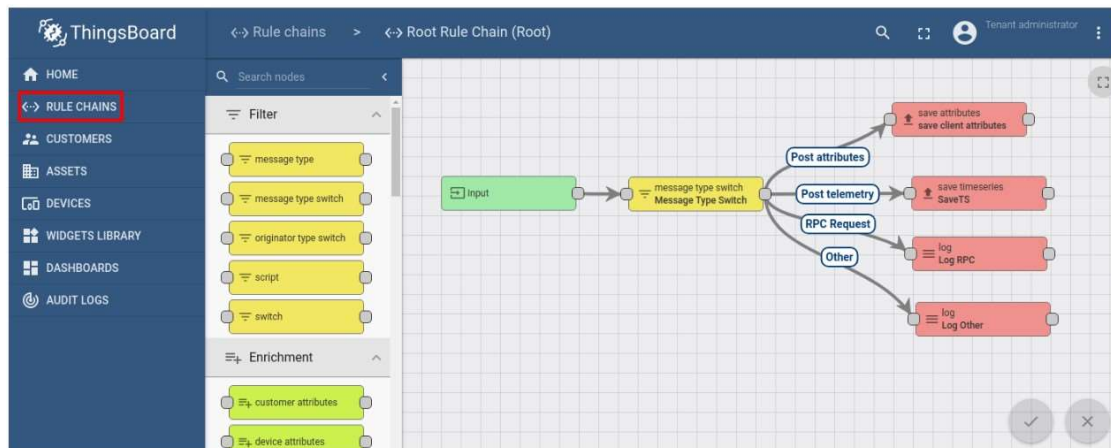 ThingsBoard
Rule chains > Root Rule Chain (Root)
Tenant administrator
HOME
RULE CHAINS
CUSTOMERS
ASSETS
DEVICES
WIDGETS LIBRARY
DASHBOARDS
AUDIT LOGS
Search nodes
Filter
message type
message type switch
originator type switch
script
switch
Enrichment
customer attributes
device attributes
Input
message type switch
Message Type Switch
Post attributes
Post telemetry
RPC Request
Other
save attributes
save client attributes
save timeseries
SaveTS
log
Log RPC
log
Log Other